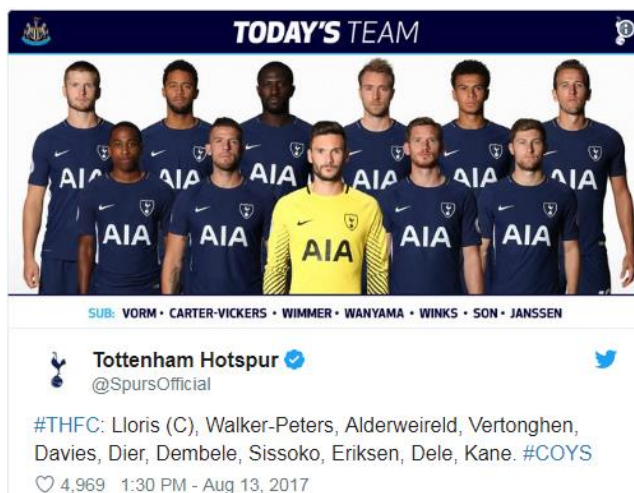 TODAY'S TEAM
AIA AIA AIA AIA AIA AIA
AIA AIA AIA AIA AIA
SUB: VORM • CARTER-VICKERS • WIMMER • WANYAMA • WINKS • SON • JANSSEN
Tottenham Hotspur
@SpursOfficial
#THFC: Lloris (C), Walker-Peters, Alderweireld, Vertonghen,
Davies, Dier, Dembele, Sissoko, Eriksen, Dele, Kane. #COYS
4,969 1:30 PM - Aug 13, 2017